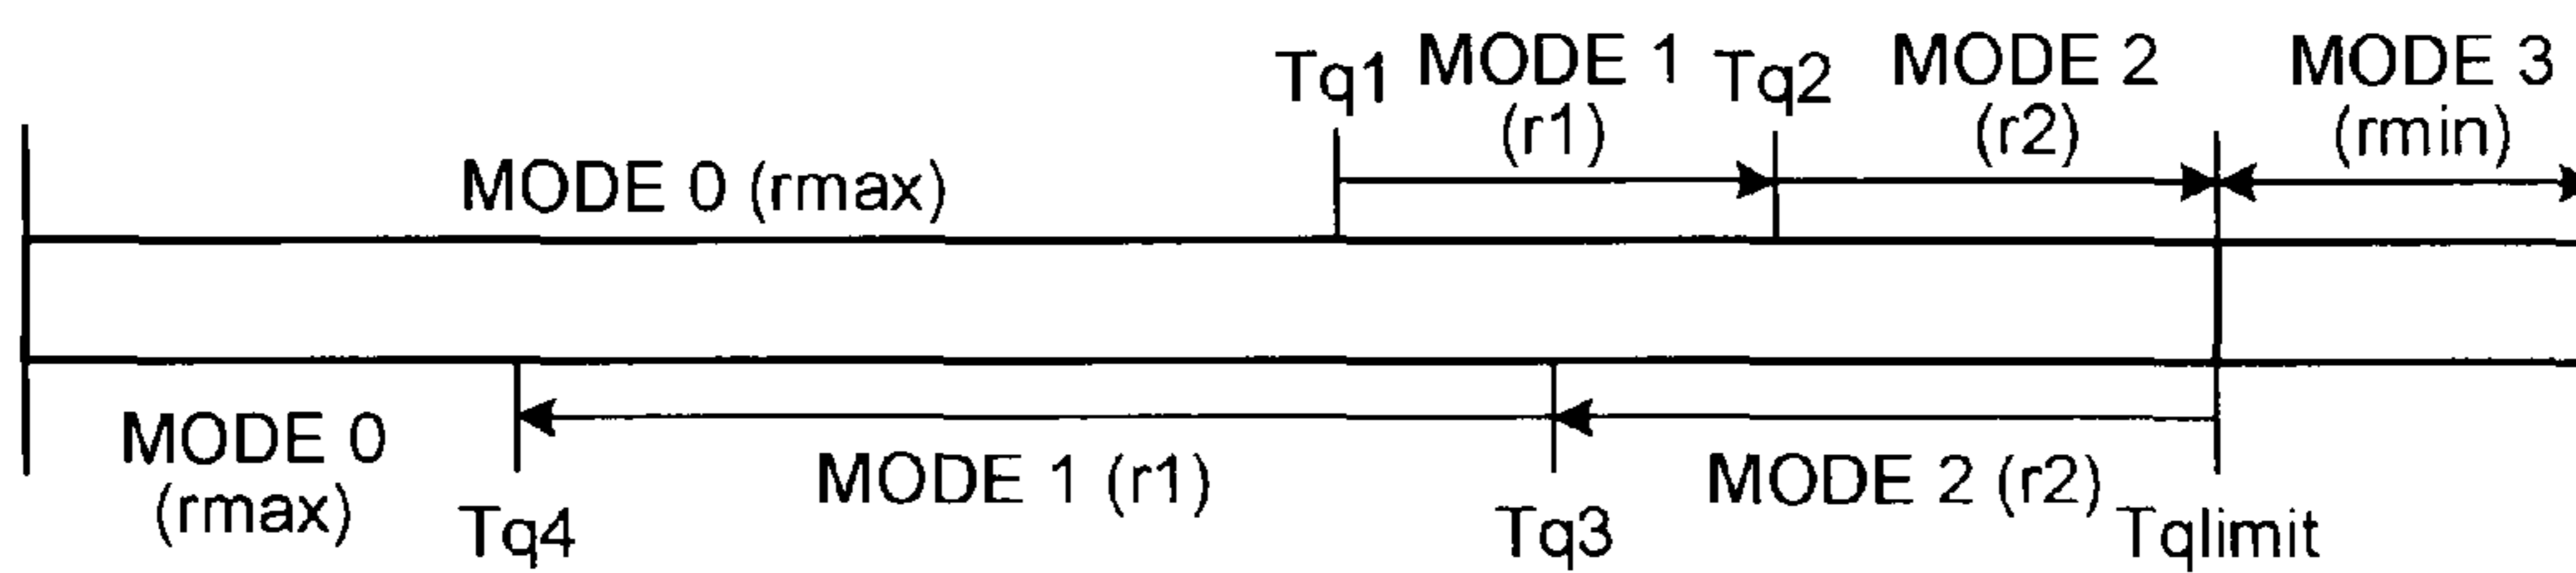 Tq1 MODE 1 Tq2 MODE 2 MODE 3
(r1) (r2) (rmin)
MODE 0 (rmax)
MODE 0
(rmax)
Tq4
MODE 1 (r1)
Tq3
MODE 2 (r2)
Tqlimit